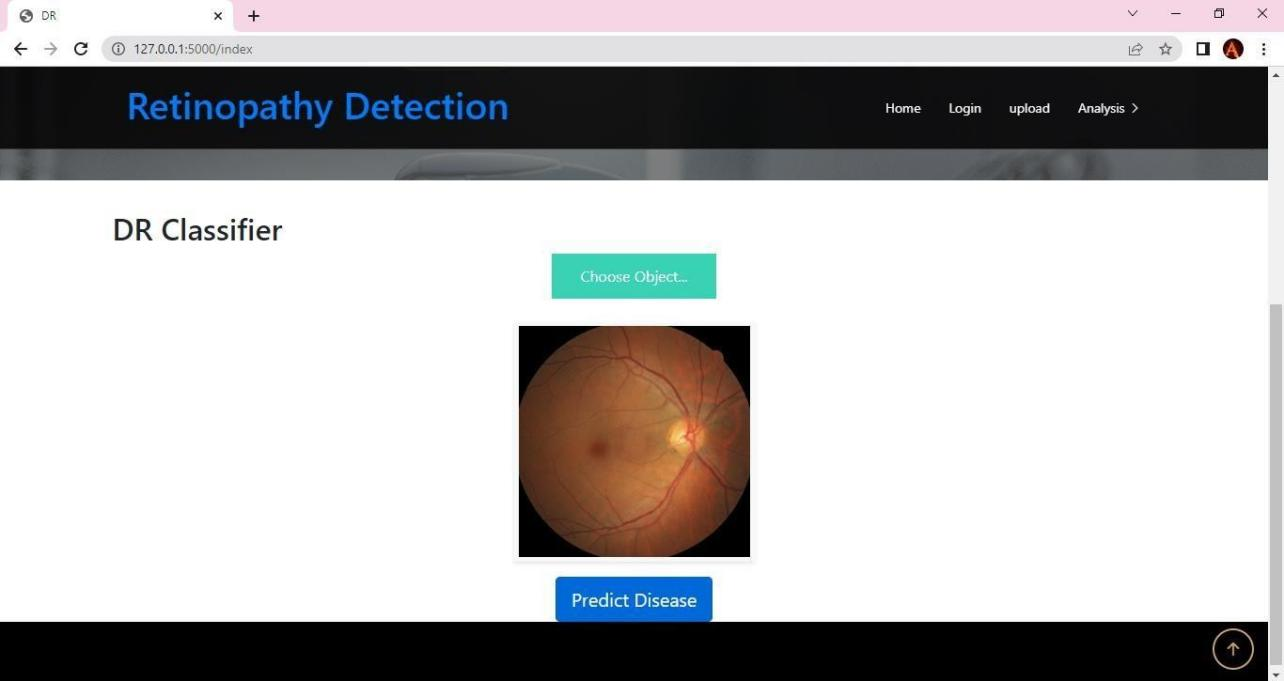 DR
127.0.0.1:5000/index
A
Retinopathy Detection
Home Login upload Analysis
DR Classifier
Choose Object...
Predict Disease